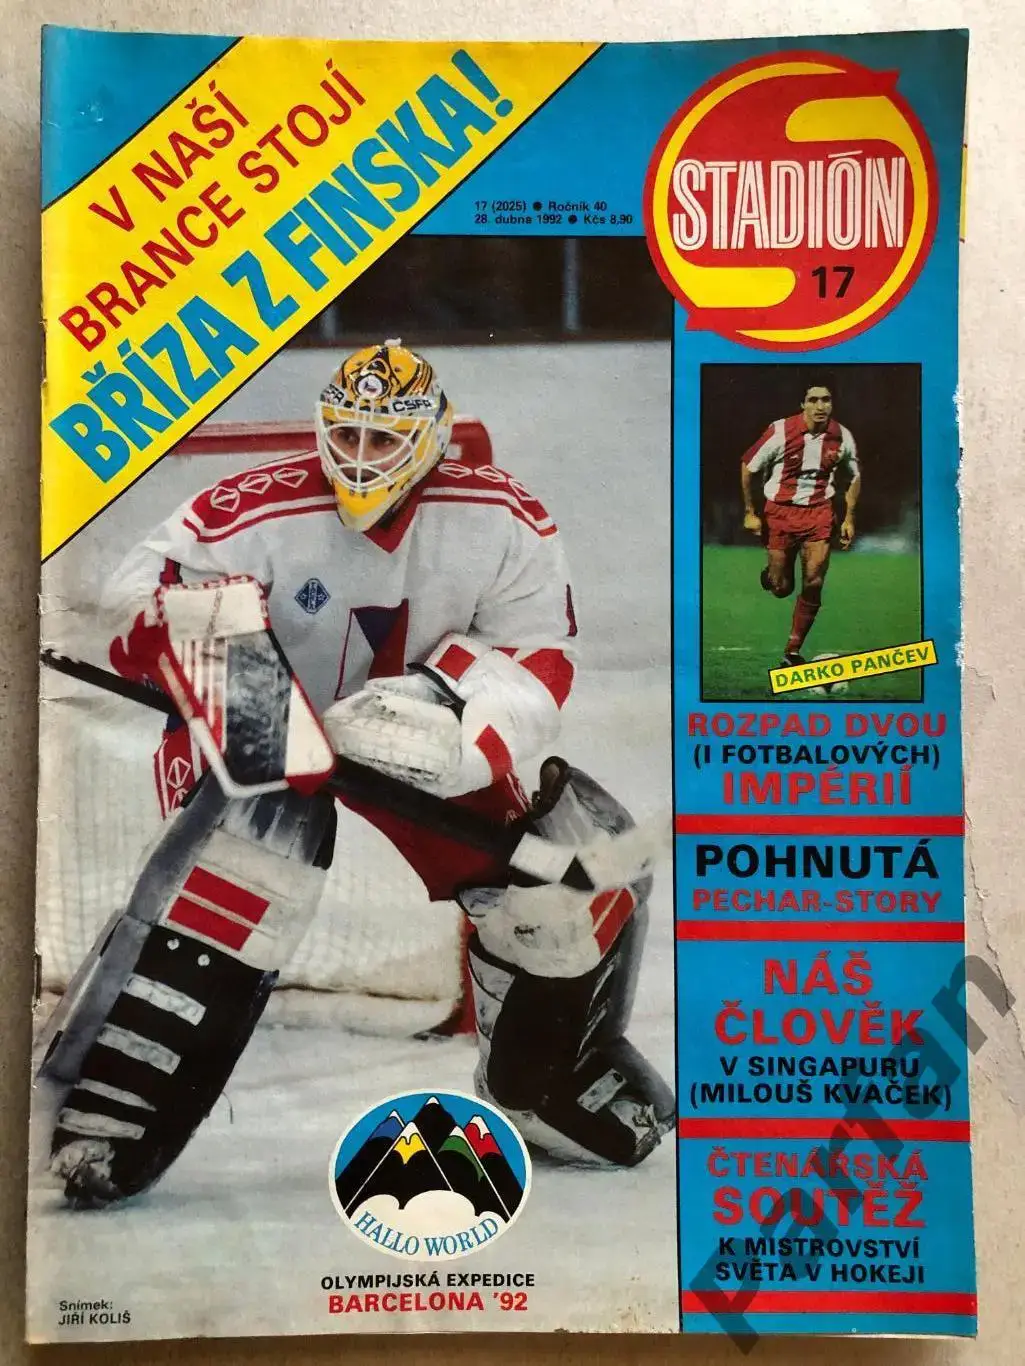 V NAŠÍ
BRANCE STOJÍ
BŘÍZA Z FINSKA!
17 (2025) ● Ročník 40
28. dubna 1992 ● Kčs 8,90
STADIÓN
17
ČSFR
DARKO PANČEV
ROZPAD DVOU
(I FOTBALOVÝCH)
IMPÉRIÍ
POHNUTÁ
PECHAR-STORY
NÁŠ
ČLOVĚK
V SINGAPURU
(MILOUŠ KVAČEK)
ČTENÁŘSKÁ
SOUTĚŽ
K MISTROVSTVÍ
SVĚTA V HOKEJI
HALLO WORLD
OLYMPIJSKÁ EXPEDICE
BARCELONA '92
Snímek:
JIŘÍ KOLIŠ
Partan